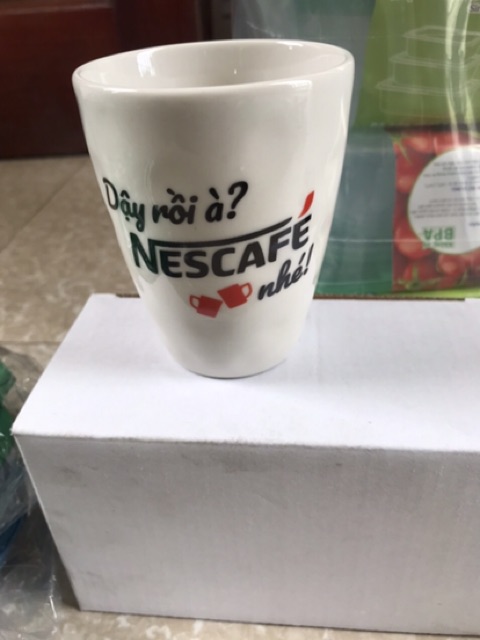 Dậy rồi à?
NESCAFÉ
nhé!
BPA